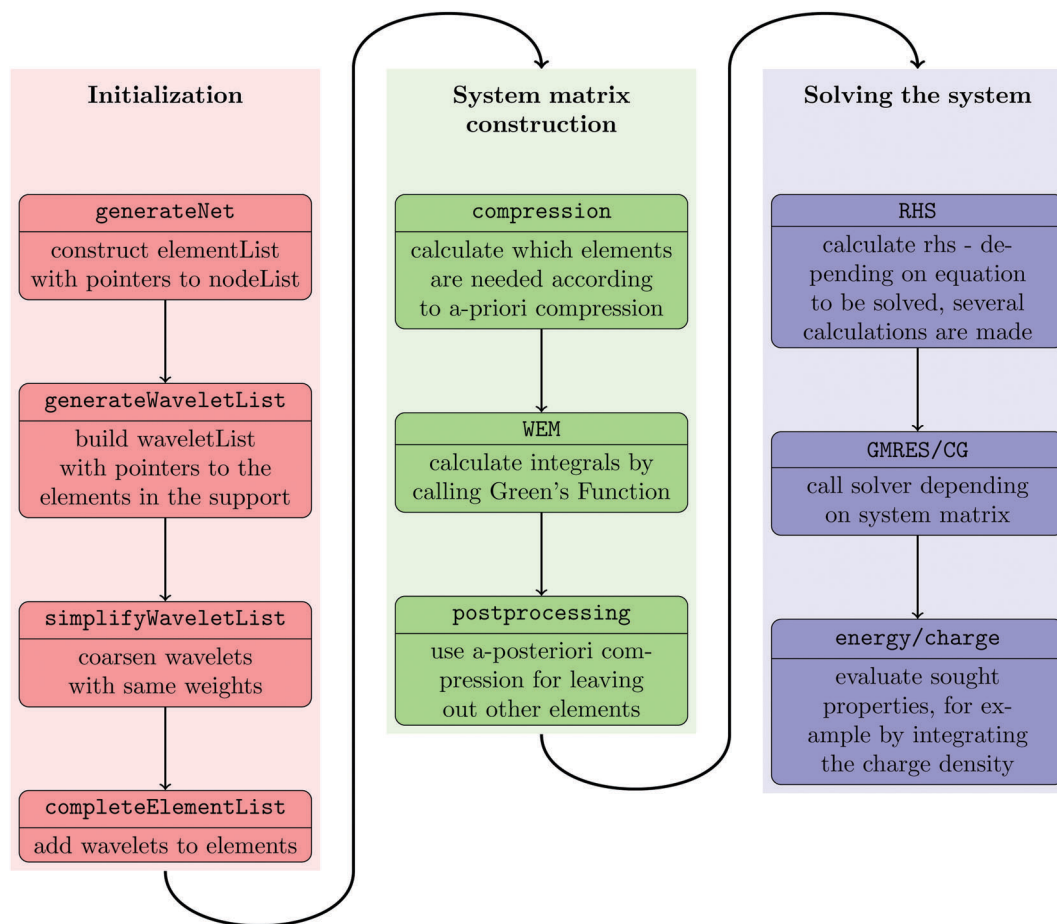 Initialization
generateNet
construct elementList
with pointers to nodeList
generateWaveletList
build waveletList
with pointers to the
elements in the support
simplifyWaveletList
coarsen wavelets
with same weights
completeElementList
add wavelets to elements
System matrix
construction
compression
calculate which elements
are needed according
to a-priori compression
WEM
calculate integrals by
calling Green's Function
postprocessing
use a-posteriori com-
pression for leaving
out other elements
Solving the system
RHS
calculate rhs - de-
pending on equation
to be solved, several
calculations are made
GMRES/CG
call solver depending
on system matrix
energy/charge
evaluate sought
properties, for ex-
ample by integrating
the charge density